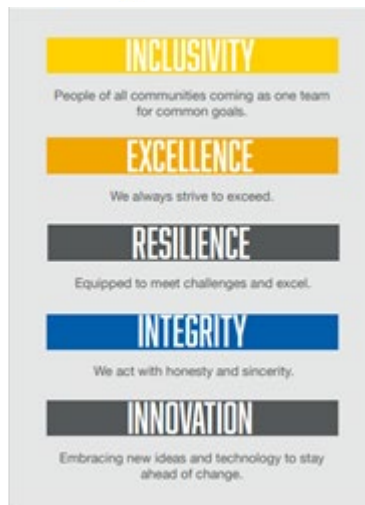 INCLUSIVITY
People of all communities coming as one team
for common goals.
EXCELLENCE
We always strive to exceed.
RESILIENCE
Equipped to meet challenges and excel.
INTEGRITY
We act with honesty and sincerity.
INNOVATION
Embracing new ideas and technology to stay
ahead of change.